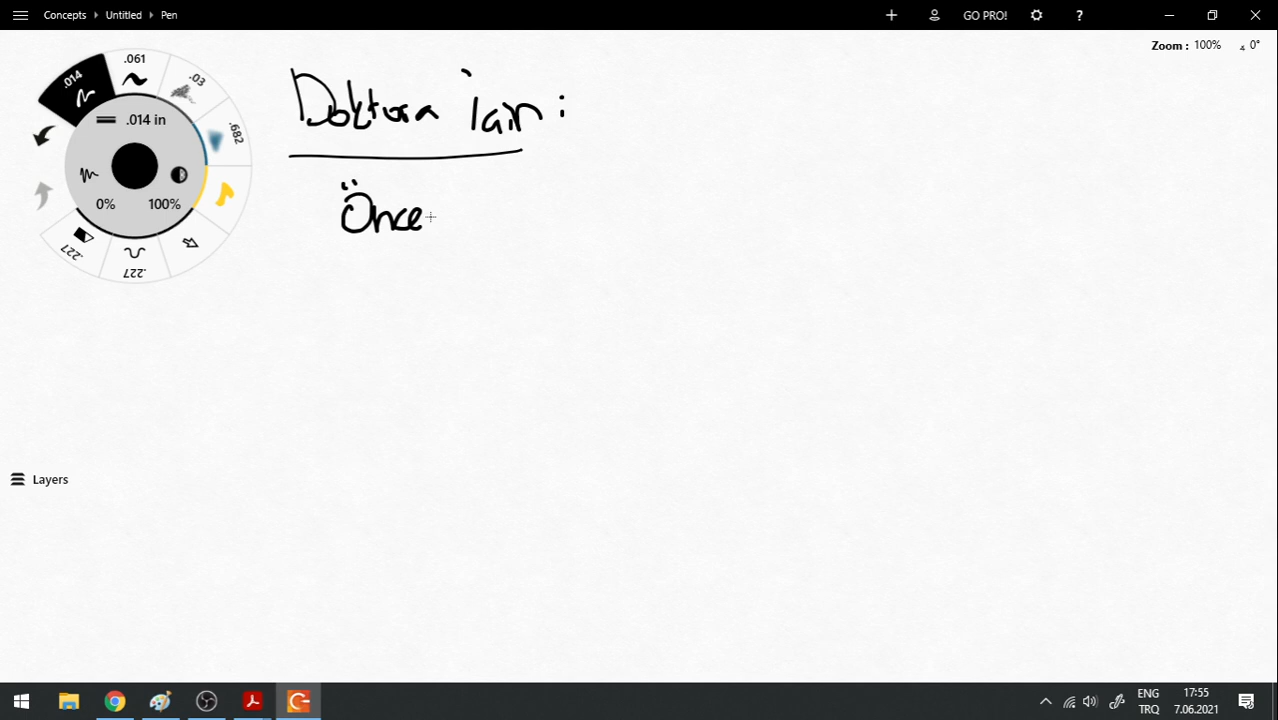 Concepts > Untitled > Pen
GO PRO!
?
Zoom : 100% 0°
.014
.061
.03
.682
.014 in
0% 100%
.227
.227
Doktora için :
Önce
Layers
ENG
TRQ
17:55
7.06.2021